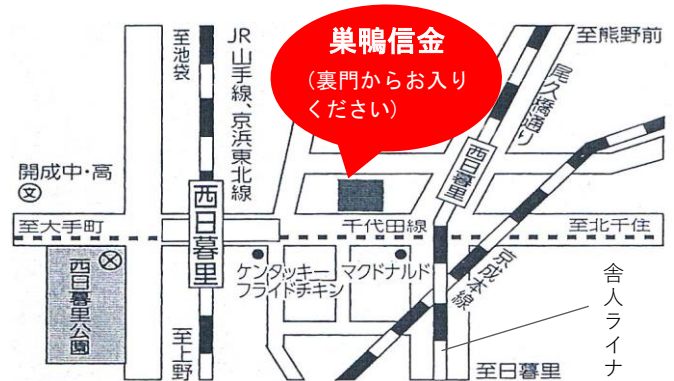 巣鴨信金
(裏門からお入り
ください)
至池袋
JR
山手線、京浜東北線
至熊野前
尾久橋通り
西日暮里
開成中・高
文
西日暮里
至大手町
千代田線
至北千住
西日暮里公園
ケンタッキー
フライドチキン
マクドナルド
京成本線
舎人ライナ
至上野
至日暮里